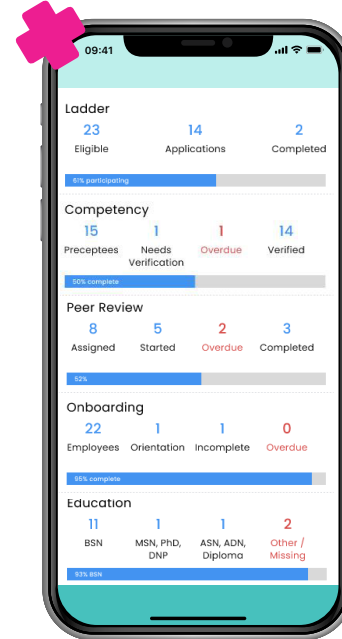 09:41
Ladder
23 14 2
Eligible Applications Completed
61% participating
Competency
15 1 1 14
Preceptees Needs Verification Overdue Verified
50% complete
Peer Review
8 5 2 3
Assigned Started Overdue Completed
52%
Onboarding
22 1 1 0
Employees Orientation Incomplete Overdue
95% complete
Education
11 1 1 2
BSN MSN, PhD, DNP ASN, ADN, Diploma Other / Missing
93% BSN